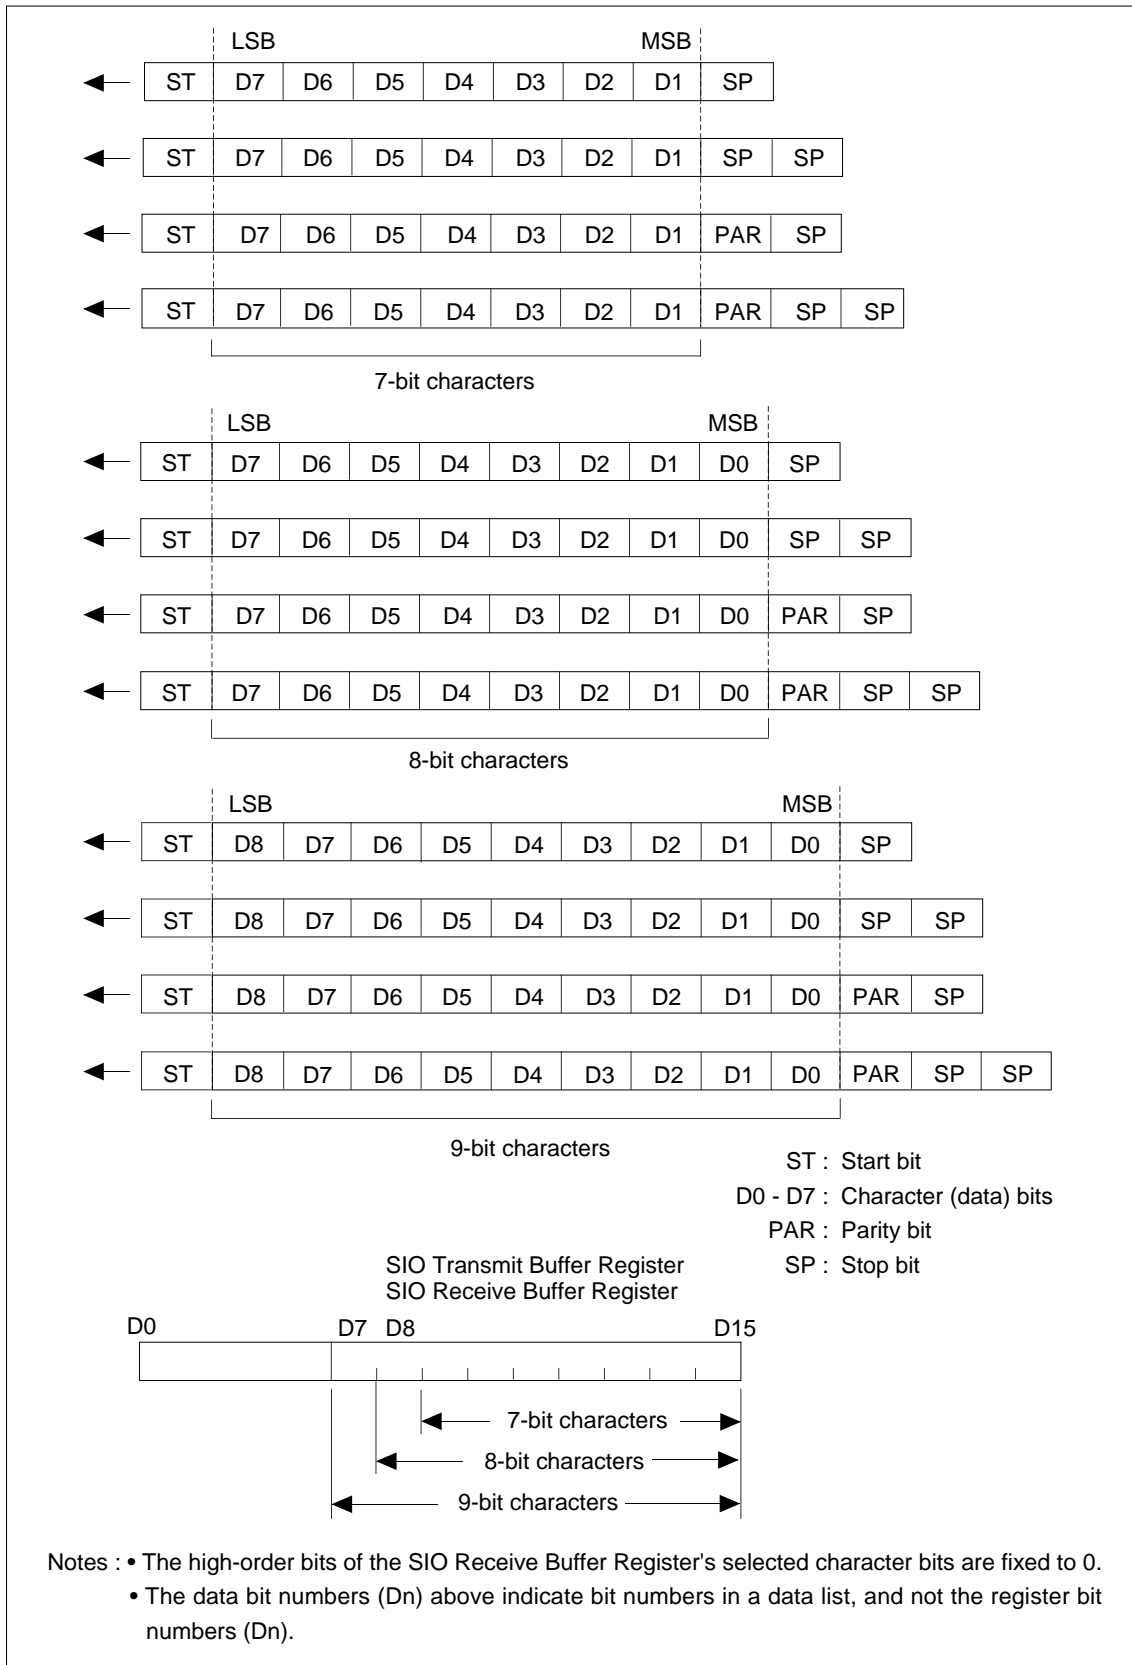 LSB MSB
ST D7 D6 D5 D4 D3 D2 D1 SP
ST D7 D6 D5 D4 D3 D2 D1 SP SP
ST D7 D6 D5 D4 D3 D2 D1 PAR SP
ST D7 D6 D5 D4 D3 D2 D1 PAR SP SP
7-bit characters
LSB MSB
ST D7 D6 D5 D4 D3 D2 D1 D0 SP
ST D7 D6 D5 D4 D3 D2 D1 D0 SP SP
ST D7 D6 D5 D4 D3 D2 D1 D0 PAR SP
ST D7 D6 D5 D4 D3 D2 D1 D0 PAR SP SP
8-bit characters
LSB MSB
ST D8 D7 D6 D5 D4 D3 D2 D1 D0 SP
ST D8 D7 D6 D5 D4 D3 D2 D1 D0 SP SP
ST D8 D7 D6 D5 D4 D3 D2 D1 D0 PAR SP
ST D8 D7 D6 D5 D4 D3 D2 D1 D0 PAR SP SP
9-bit characters
ST : Start bit
D0 - D7 : Character (data) bits
PAR : Parity bit
SP : Stop bit
SIO Transmit Buffer Register
SIO Receive Buffer Register
D0 D7 D8 D15
7-bit characters
8-bit characters
9-bit characters
Notes : • The high-order bits of the SIO Receive Buffer Register's selected character bits are fixed to 0.
• The data bit numbers (Dn) above indicate bit numbers in a data list, and not the register bit
numbers (Dn).